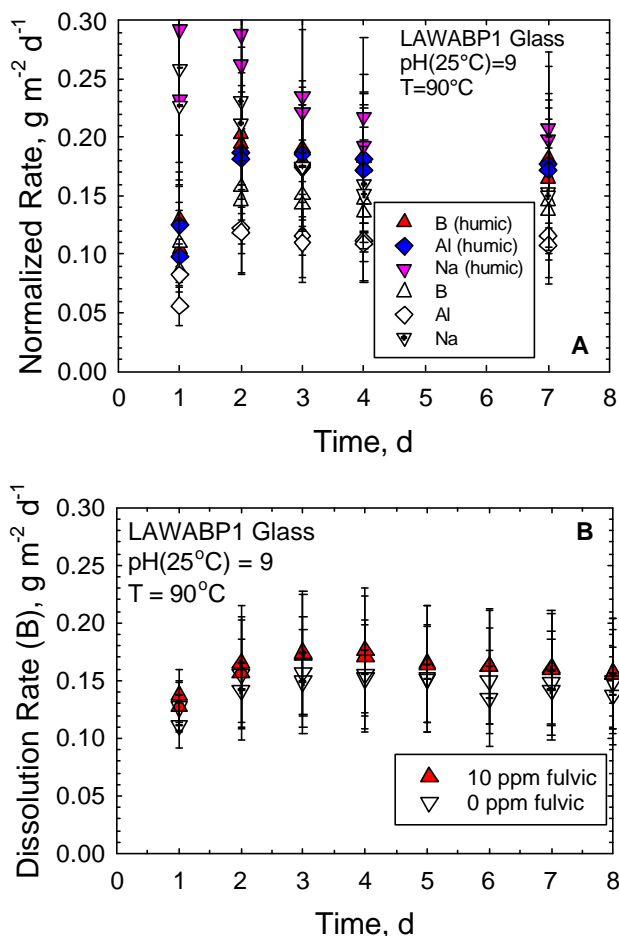 0.30
0.25
0.20
0.15
0.10
0.05
0.00
Normalized Rate, g m-2 d-1
LAWABP1 Glass
pH(25°C)=9
T=90°C
B (humic)
Al (humic)
Na (humic)
B
Al
Na
A
0 1 2 3 4 5 6 7 8
Time, d
0.30
0.25
0.20
0.15
0.10
0.05
0.00
Dissolution Rate (B), g m-2 d-1
LAWABP1 Glass
pH(25°C) = 9
T = 90°C
B
10 ppm fulvic
0 ppm fulvic
0 1 2 3 4 5 6 7 8
Time, d